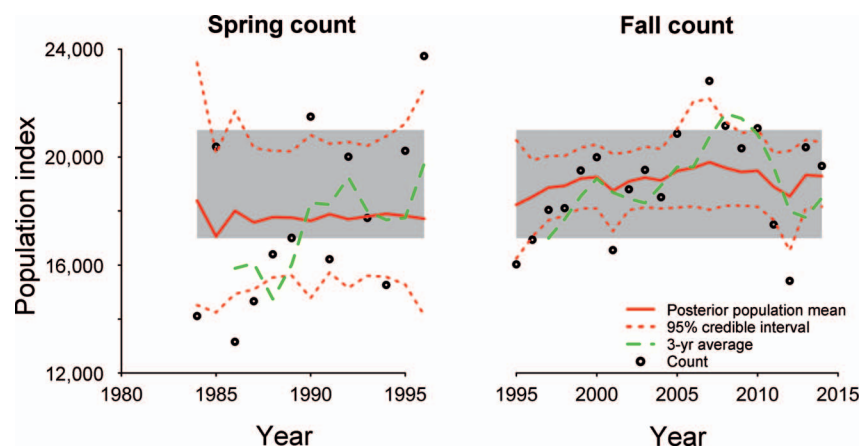 Spring count
Fall count
Population index
24,000
20,000
16,000
12,000
1980
1985
1990
1995
1995
2000
2005
2010
2015
Year
Year
Posterior population mean
95% credible interval
3-yr average
Count